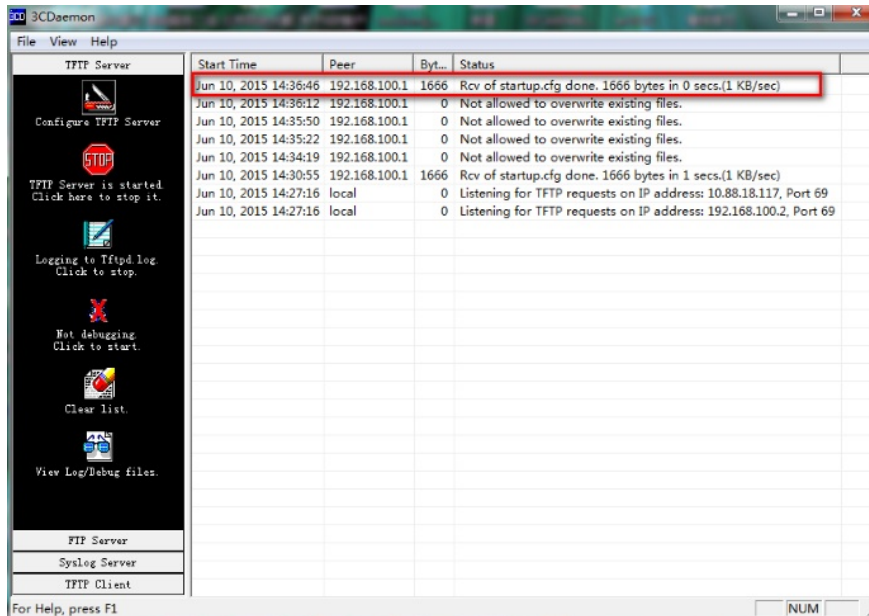 3CDaemon
File View Help
TFTP Server
Configure TFTP Server
STOP
TFTP Server is started.
Click here to stop it.
Logging to Tftpd.log.
Click to stop.
Not debugging.
Click to start.
Clear list.
View Log/Debug files.
FTP Server
Syslog Server
TFTP Client
Start Time Peer Byt... Status
Jun 10, 2015 14:36:46 192.168.100.1 1666 Rcv of startup.cfg done. 1666 bytes in 0 secs.(1 KB/sec)
Jun 10, 2015 14:36:12 192.168.100.1 0 Not allowed to overwrite existing files.
Jun 10, 2015 14:35:50 192.168.100.1 0 Not allowed to overwrite existing files.
Jun 10, 2015 14:35:22 192.168.100.1 0 Not allowed to overwrite existing files.
Jun 10, 2015 14:34:19 192.168.100.1 0 Not allowed to overwrite existing files.
Jun 10, 2015 14:30:55 192.168.100.1 1666 Rcv of startup.cfg done. 1666 bytes in 1 secs.(1 KB/sec)
Jun 10, 2015 14:27:16 local 0 Listening for TFTP requests on IP address: 10.88.18.117, Port 69
Jun 10, 2015 14:27:16 local 0 Listening for TFTP requests on IP address: 192.168.100.2, Port 69
For Help, press F1
NUM